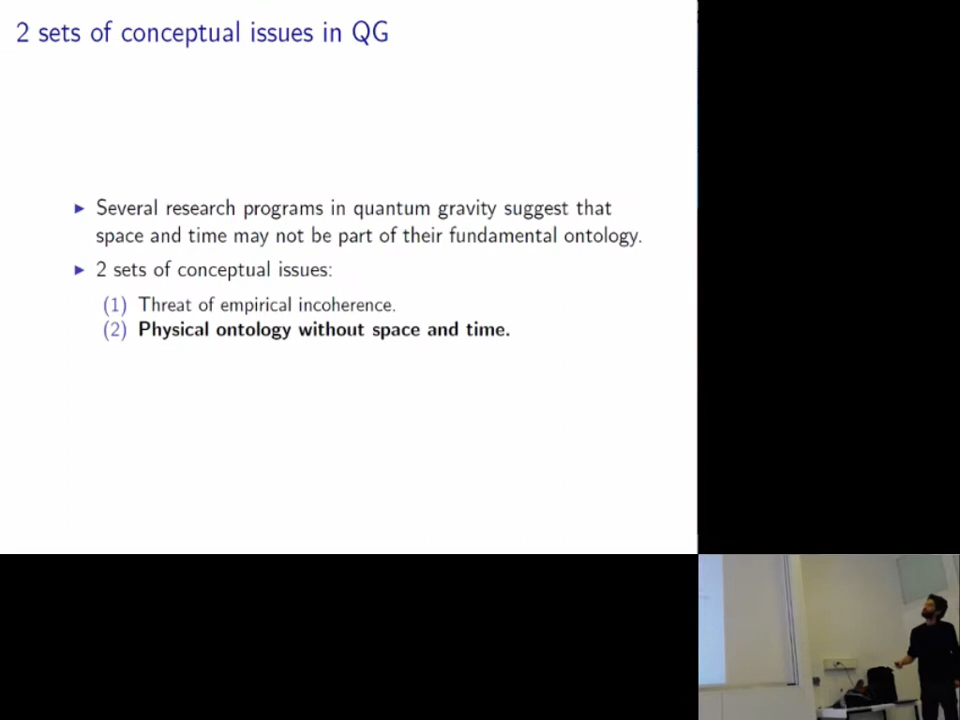 2 sets of conceptual issues in QG
▶ Several research programs in quantum gravity suggest that
space and time may not be part of their fundamental ontology.
▶ 2 sets of conceptual issues:
(1) Threat of empirical incoherence.
(2) Physical ontology without space and time.